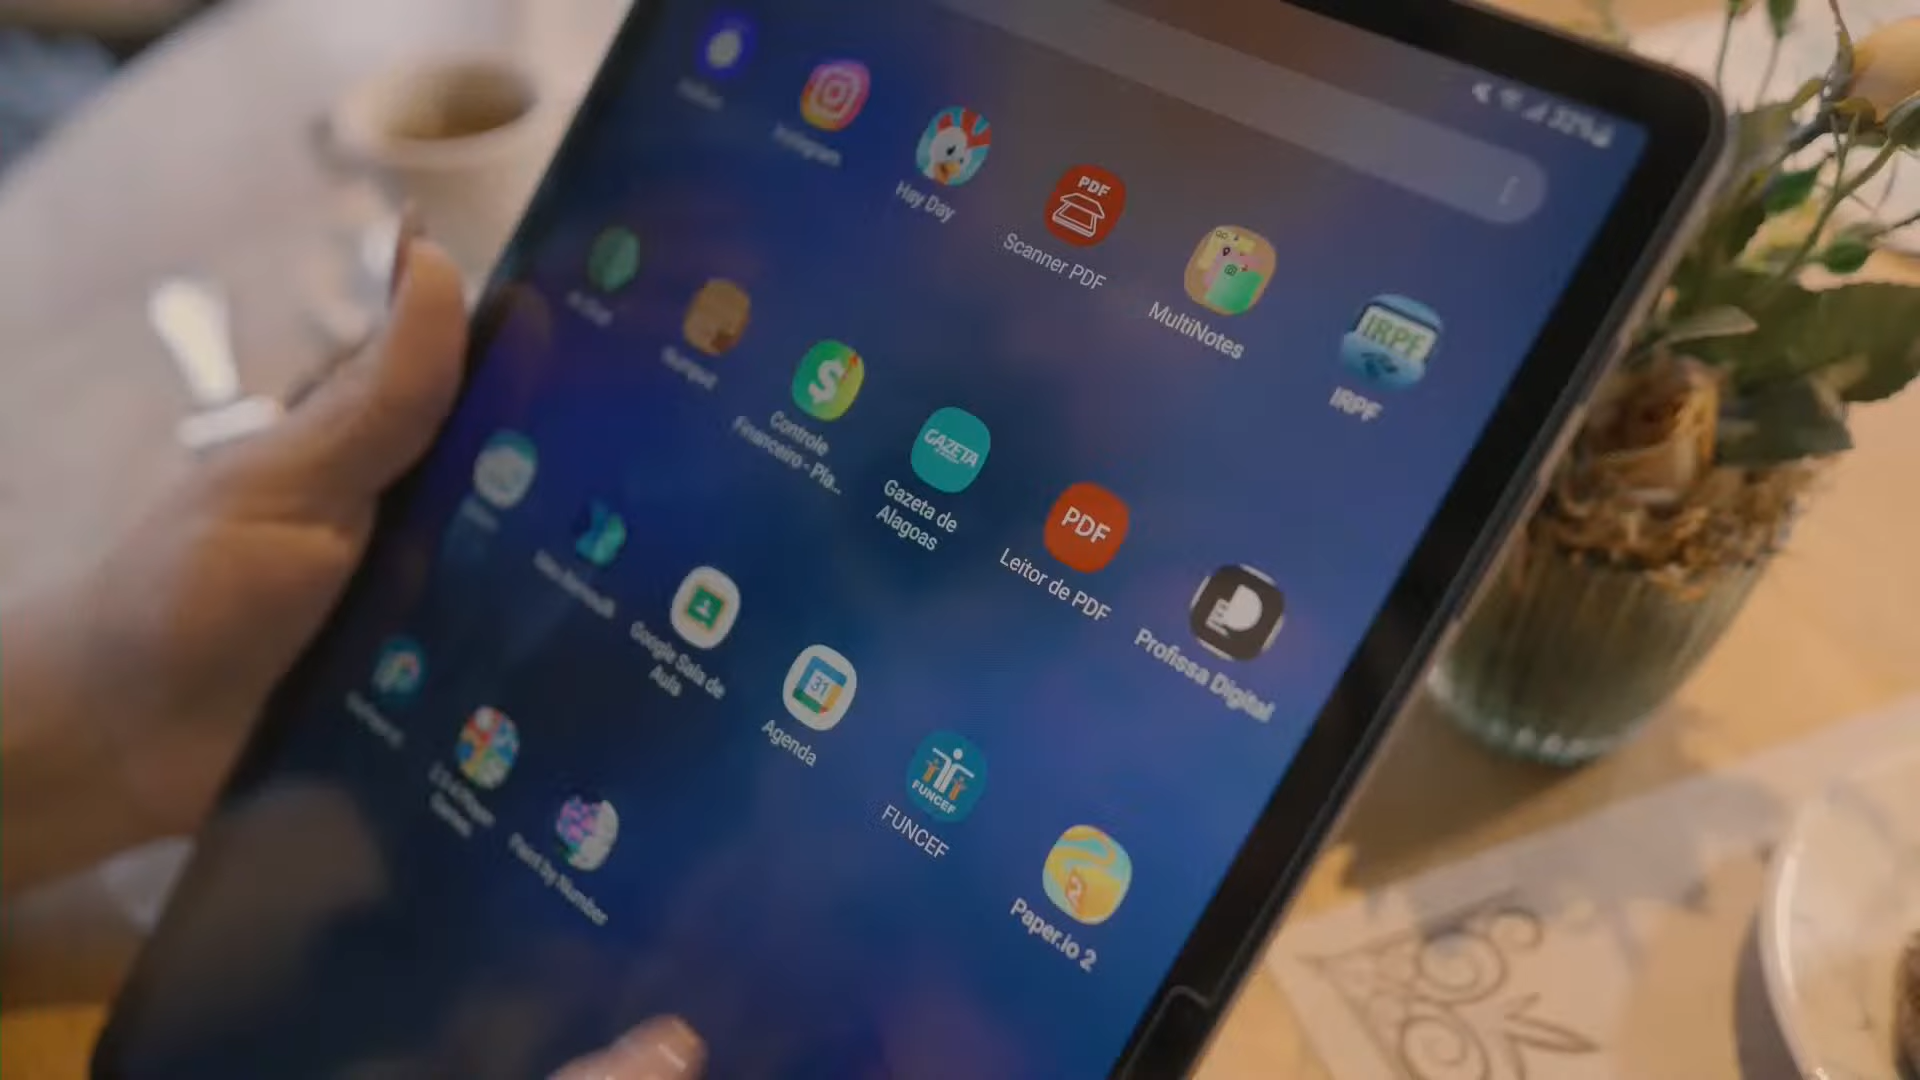 32%
Instagram
Hay Day
PDF
Scanner PDF
MultiNotes
IRPF
IRPF
$
Controle
Financeiro - Pla...
GAZETA
Gazeta de
Alagoas
PDF
Leitor de PDF
Profissa Digital
Google Sala de
Aula
31
Agenda
FUNCEF
FUNCEF
2
Paper.io 2
Paint by Number